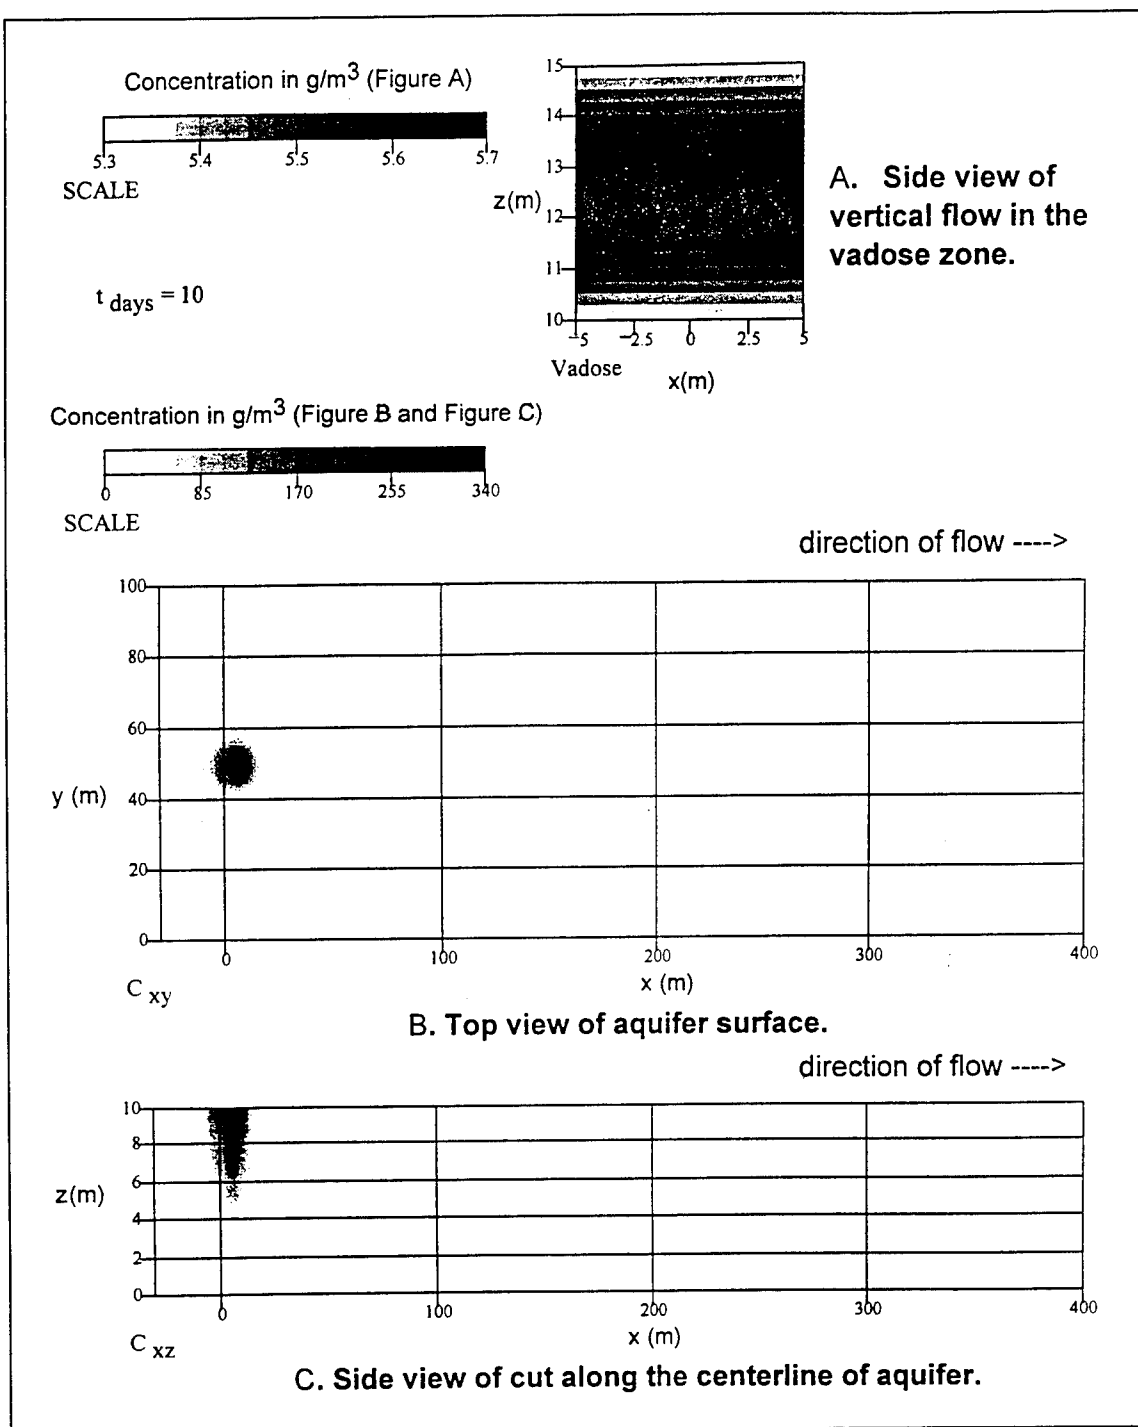 Concentration in g/m3 (Figure A)
5.3 5.4 5.5 5.6 5.7
SCALE
t days = 10
15
14
13
z(m) 12
11
10
-5 -2.5 0 2.5 5
Vadose x(m)
A. Side view of
vertical flow in the
vadose zone.
Concentration in g/m3 (Figure B and Figure C)
0 85 170 255 340
SCALE
direction of flow ---->
100
80
60
y (m) 40
20
0
0 100 200 300 400
C xy x (m)
B. Top view of aquifer surface.
direction of flow ---->
10
8
z(m) 6
4
2
0
0 100 200 300 400
C xz x (m)
C. Side view of cut along the centerline of aquifer.